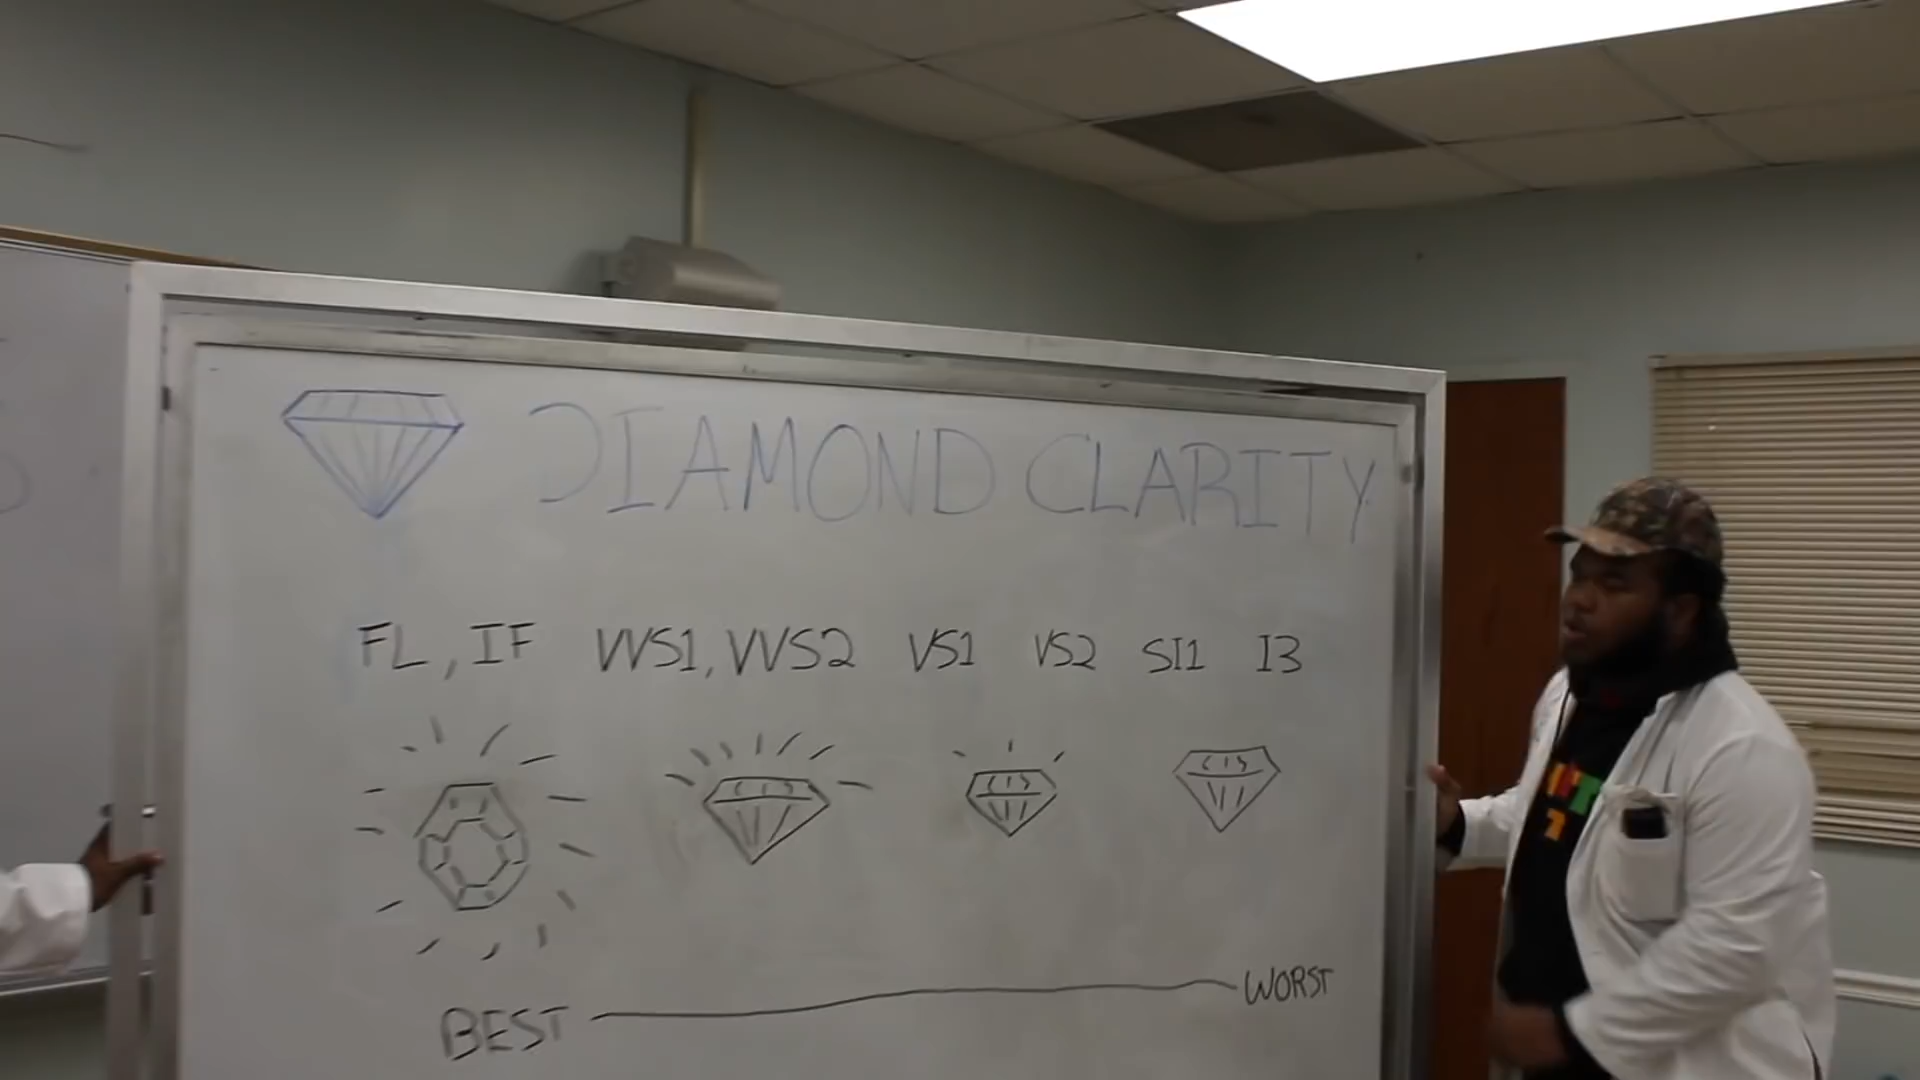 DIAMOND CLARITY
FL, IF VVS1, VVS2 VS1 VS2 SI1 I3
BEST WORST